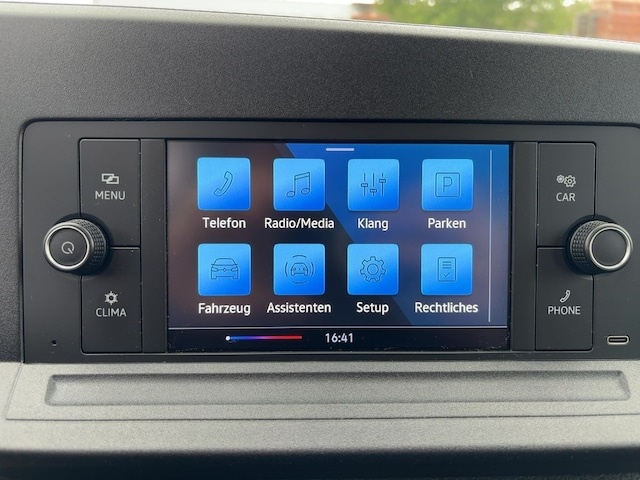 MENU
CLIMA
Telefon
Radio/Media
Klang
P
Parken
Fahrzeug
Assistenten
Setup
Rechtliches
16:41
CAR
PHONE